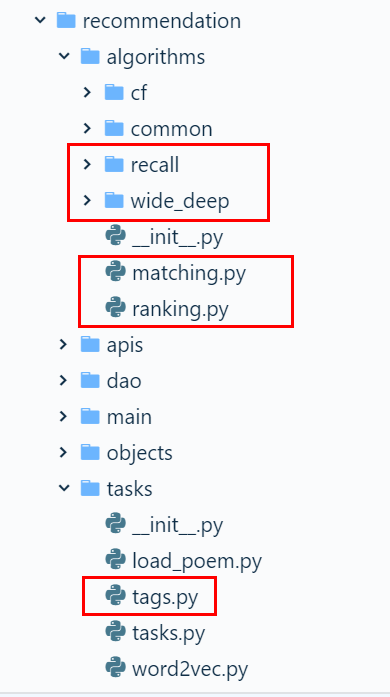 recommendation
algorithms
cf
common
recall
wide_deep
__init__.py
matching.py
ranking.py
apis
dao
main
objects
tasks
__init__.py
load_poem.py
tags.py
tasks.py
word2vec.py